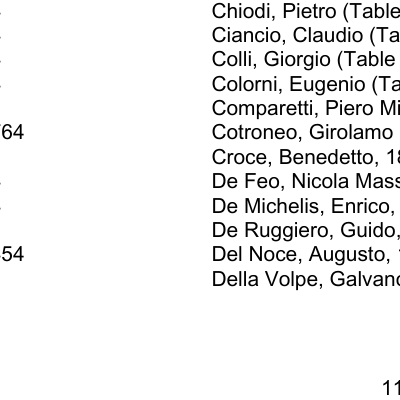 Chiodi, Pietro (Table
Ciancio, Claudio (Ta
Colli, Giorgio (Table
Colorni, Eugenio (Ta
Comparetti, Piero Mi
64 Cotroneo, Girolamo
Croce, Benedetto, 18
De Feo, Nicola Mass
De Michelis, Enrico,
De Ruggiero, Guido,
54 Del Noce, Augusto,
Della Volpe, Galvano
11